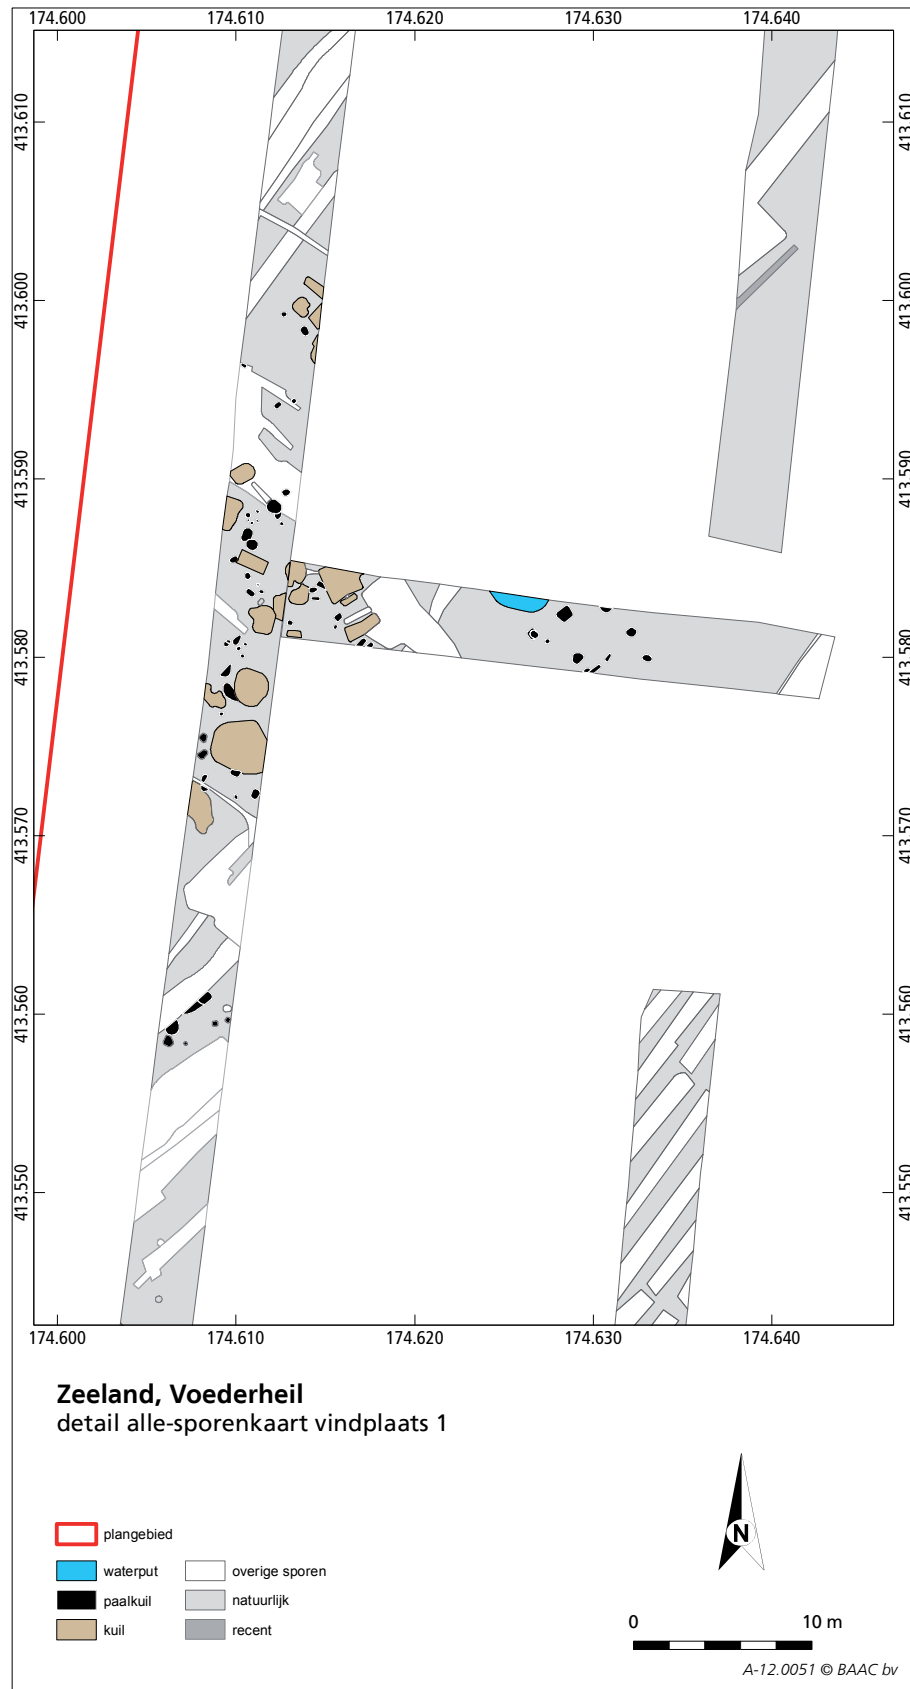 174.600 174.610 174.620 174.630 174.640
413.610 413.610
413.600 413.600
413.590 413.590
413.580 413.580
413.570 413.570
413.560 413.560
413.550 413.550
174.600 174.610 174.620 174.630 174.640
Zeeland, Voederheil
detail alle-sporenkaart vindplaats 1
N
plangebied
waterput overige sporen
paalkuil natuurlijk
kuil recent
0 10 m
A-12.0051 © BAAC bv